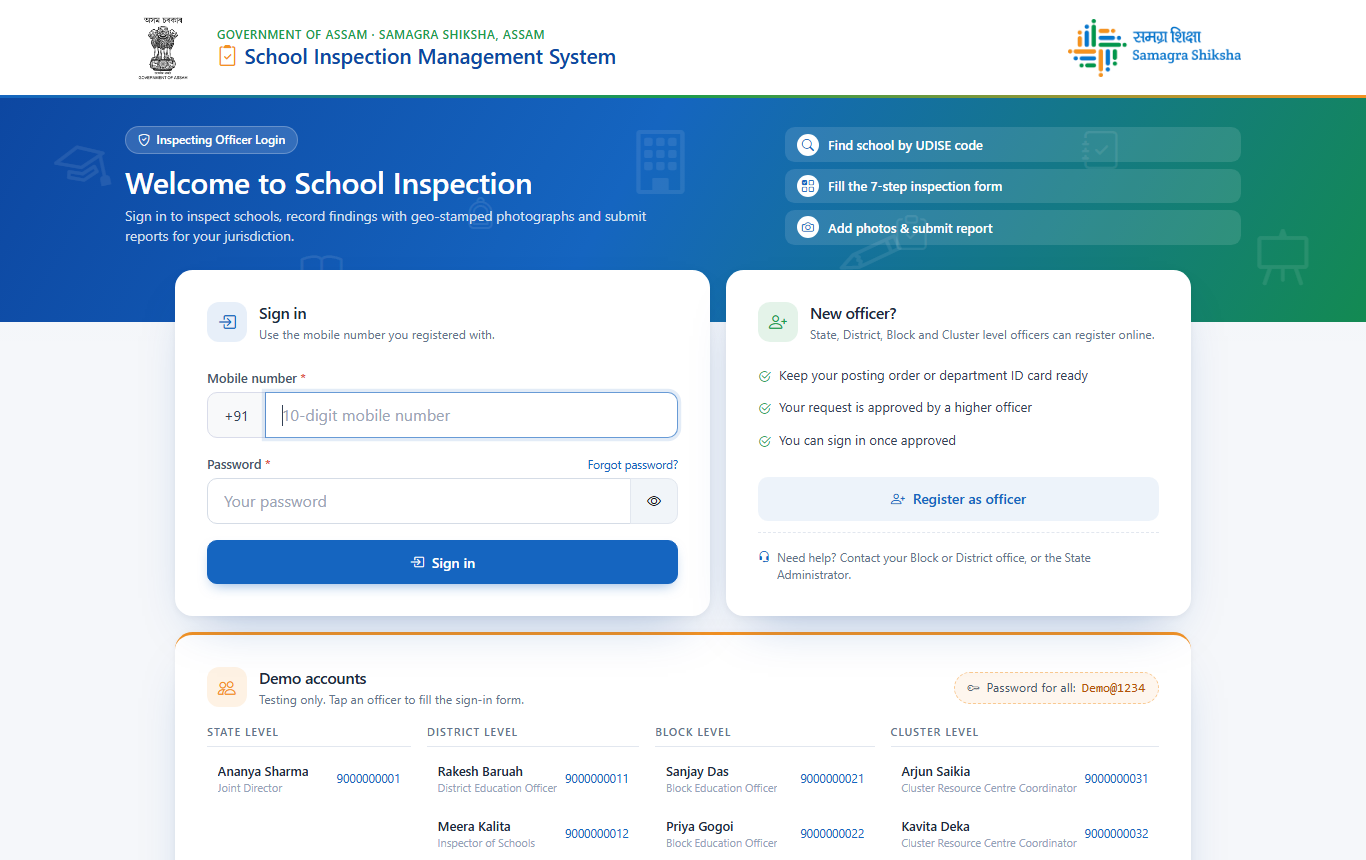 অসম চৰকাৰ
GOVERNMENT OF ASSAM
GOVERNMENT OF ASSAM · SAMAGRA SHIKSHA, ASSAM
School Inspection Management System
समग्र शिक्षा
Samagra Shiksha
Inspecting Officer Login
Welcome to School Inspection
Sign in to inspect schools, record findings with geo-stamped photographs and submit
reports for your jurisdiction.
Find school by UDISE code
Fill the 7-step inspection form
Add photos & submit report
Sign in
Use the mobile number you registered with.
Mobile number *
+91 10-digit mobile number
Password * Forgot password?
Your password
Sign in
New officer?
State, District, Block and Cluster level officers can register online.
Keep your posting order or department ID card ready
Your request is approved by a higher officer
You can sign in once approved
Register as officer
Need help? Contact your Block or District office, or the State
Administrator.
Demo accounts
Testing only. Tap an officer to fill the sign-in form.
Password for all: Demo@1234
STATE LEVEL
Ananya Sharma 9000000001
Joint Director
DISTRICT LEVEL
Rakesh Baruah 9000000011
District Education Officer
Meera Kalita 9000000012
Inspector of Schools
BLOCK LEVEL
Sanjay Das 9000000021
Block Education Officer
Priya Gogoi 9000000022
Block Education Officer
CLUSTER LEVEL
Arjun Saikia 9000000031
Cluster Resource Centre Coordinator
Kavita Deka 9000000032
Cluster Resource Centre Coordinator